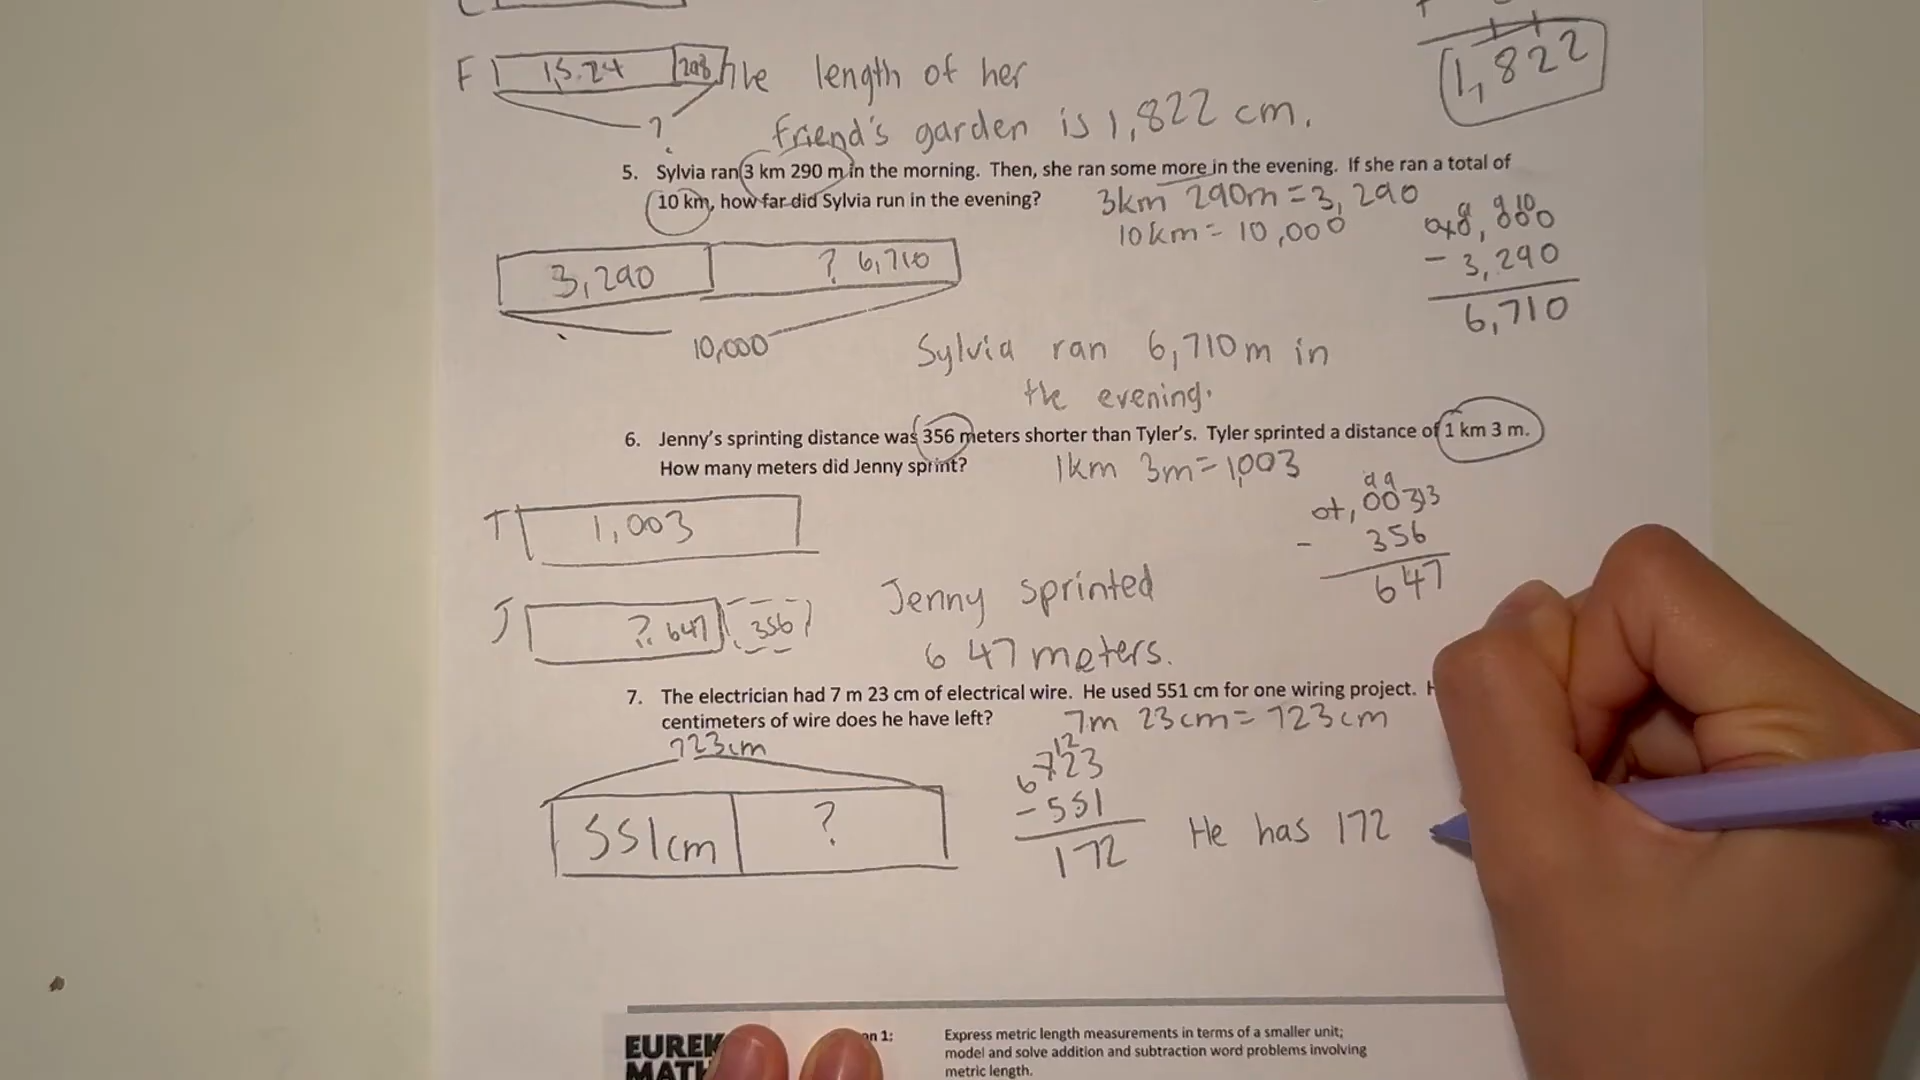 1,822
F 15.24 298 The length of her
? friend's garden is 1,822 cm.
5. Sylvia ran 3 km 290 m in the morning. Then, she ran some more in the evening. If she ran a total of
10 km, how far did Sylvia run in the evening?
3km 290m = 3,290
10km = 10,000
- 3,290
6,710
3,290 ? 6,710
10,000
Sylvia ran 6,710m in
the evening.
6. Jenny's sprinting distance was 356 meters shorter than Tyler's. Tyler sprinted a distance of 1 km 3 m.
How many meters did Jenny sprint?
1km 3m = 1,003
- 356
647
T 1,003
J ? 647 356
Jenny sprinted
647 meters.
7. The electrician had 7 m 23 cm of electrical wire. He used 551 cm for one wiring project.
centimeters of wire does he have left?
7m 23cm = 723cm
723cm
551cm ?
12
6 723
- 551
172
He has 172
EUREK
MATH
on 1:
Express metric length measurements in terms of a smaller unit;
model and solve addition and subtraction word problems involving
metric length.